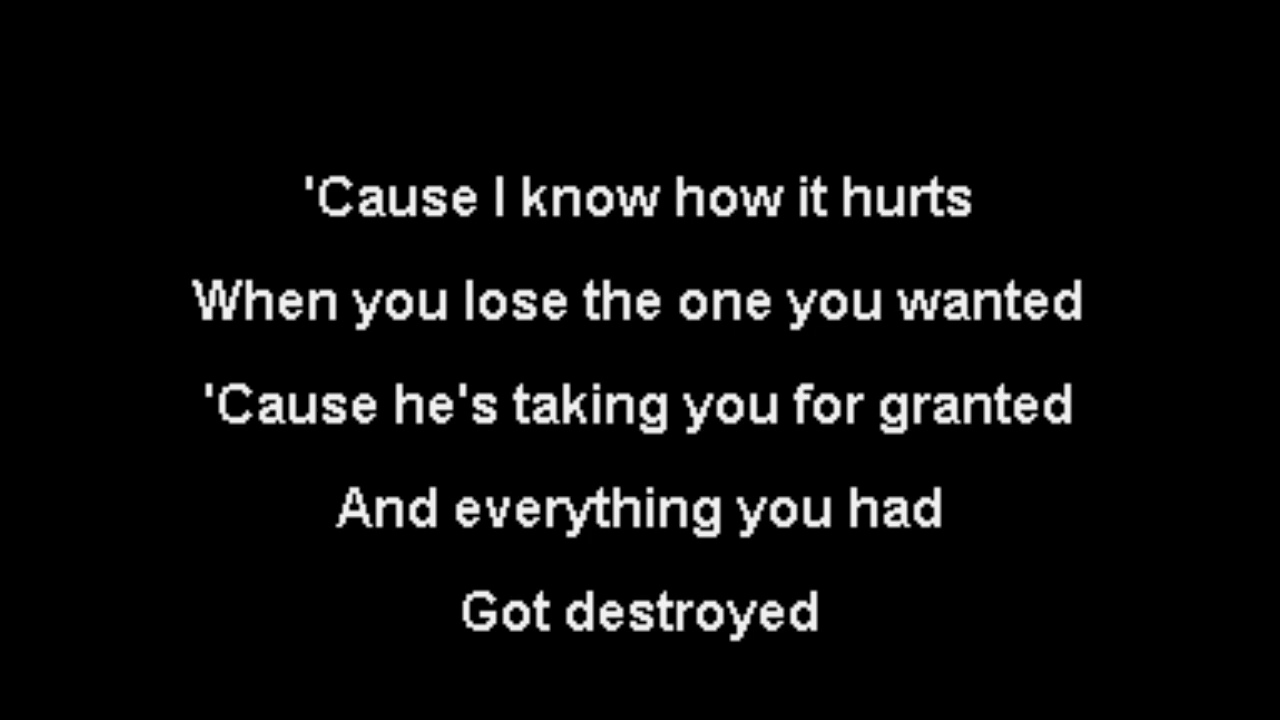 'Cause I know how it hurts
When you lose the one you wanted
'Cause he's taking you for granted
And everything you had
Got destroyed